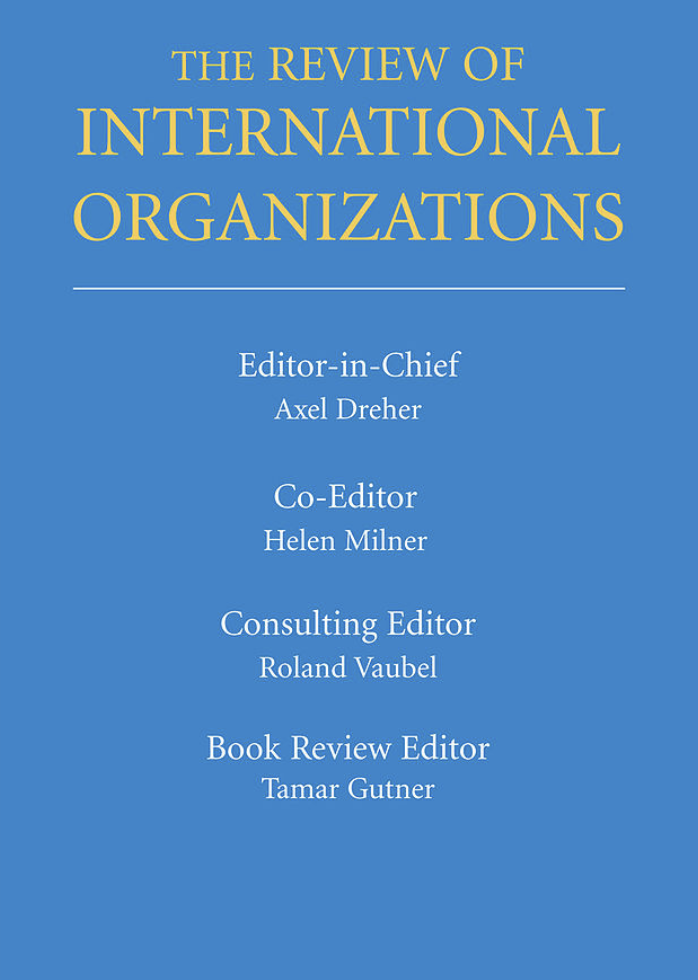 THE REVIEW OF
INTERNATIONAL
ORGANIZATIONS
Editor-in-Chief
Axel Dreher
Co-Editor
Helen Milner
Consulting Editor
Roland Vaubel
Book Review Editor
Tamar Gutner